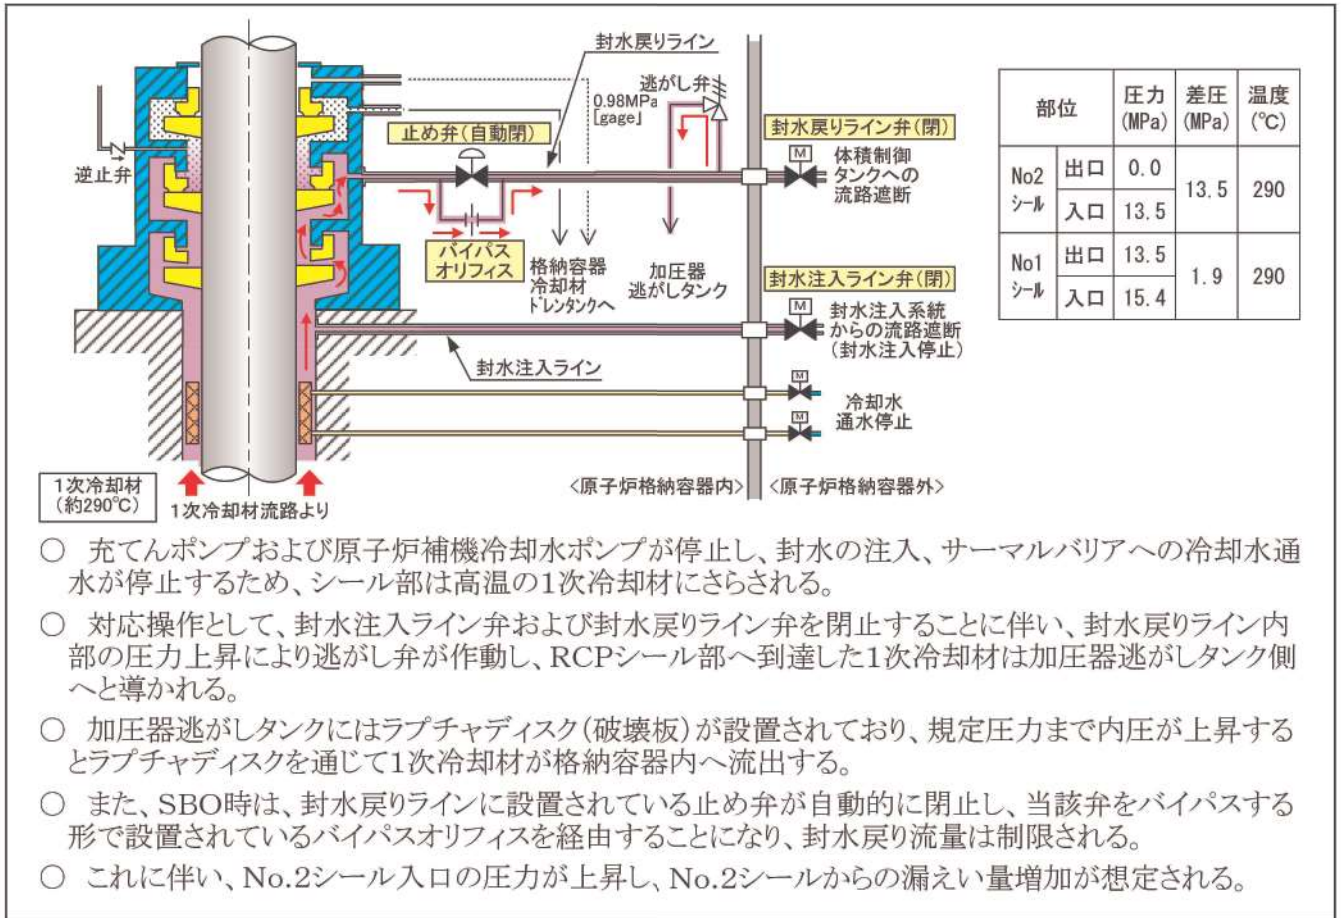 封水戻りライン
逃がし弁
0.98MPa
[gage」
止め弁(自動閉)
逆止弁
バイパス
オリフィス
格納容器
冷却材
ドレンタンクへ
加圧器
逃がしタンク
封水戻りライン弁(閉)
M
体積制御
タンクへの
流路遮断
封水注入ライン弁(閉)
M
封水注入系統
からの流路遮断
(封水注入停止)
封水注入ライン
M
M
冷却水
通水停止
<原子炉格納容器内>
<原子炉格納容器外>
1次冷却材
(約290℃)
1次冷却材流路より
部位 圧力(MPa) 差圧(MPa) 温度(℃)
No2シール 出口 0.0 13.5 290
入口 13.5
No1シール 出口 13.5 1.9 290
入口 15.4
○ 充てんポンプおよび原子炉補機冷却水ポンプが停止し、封水の注入、サーマルバリアへの冷却水通
水が停止するため、シール部は高温の1次冷却材にさらされる。
○ 対応操作として、封水注入ライン弁および封水戻りライン弁を閉止することに伴い、封水戻りライン内
部の圧力上昇により逃がし弁が作動し、RCPシール部へ到達した1次冷却材は加圧器逃がしタンク側
へと導かれる。
○ 加圧器逃がしタンクにはラプチャディスク(破壊板)が設置されており、規定圧力まで内圧が上昇する
とラプチャディスクを通じて1次冷却材が格納容器内へ流出する。
○ また、SBO時は、封水戻りラインに設置されている止め弁が自動的に閉止し、当該弁をバイパスする
形で設置されているバイパスオリフィスを経由することになり、封水戻り流量は制限される。
○ これに伴い、No.2シール入口の圧力が上昇し、No.2シールからの漏えい量増加が想定される。